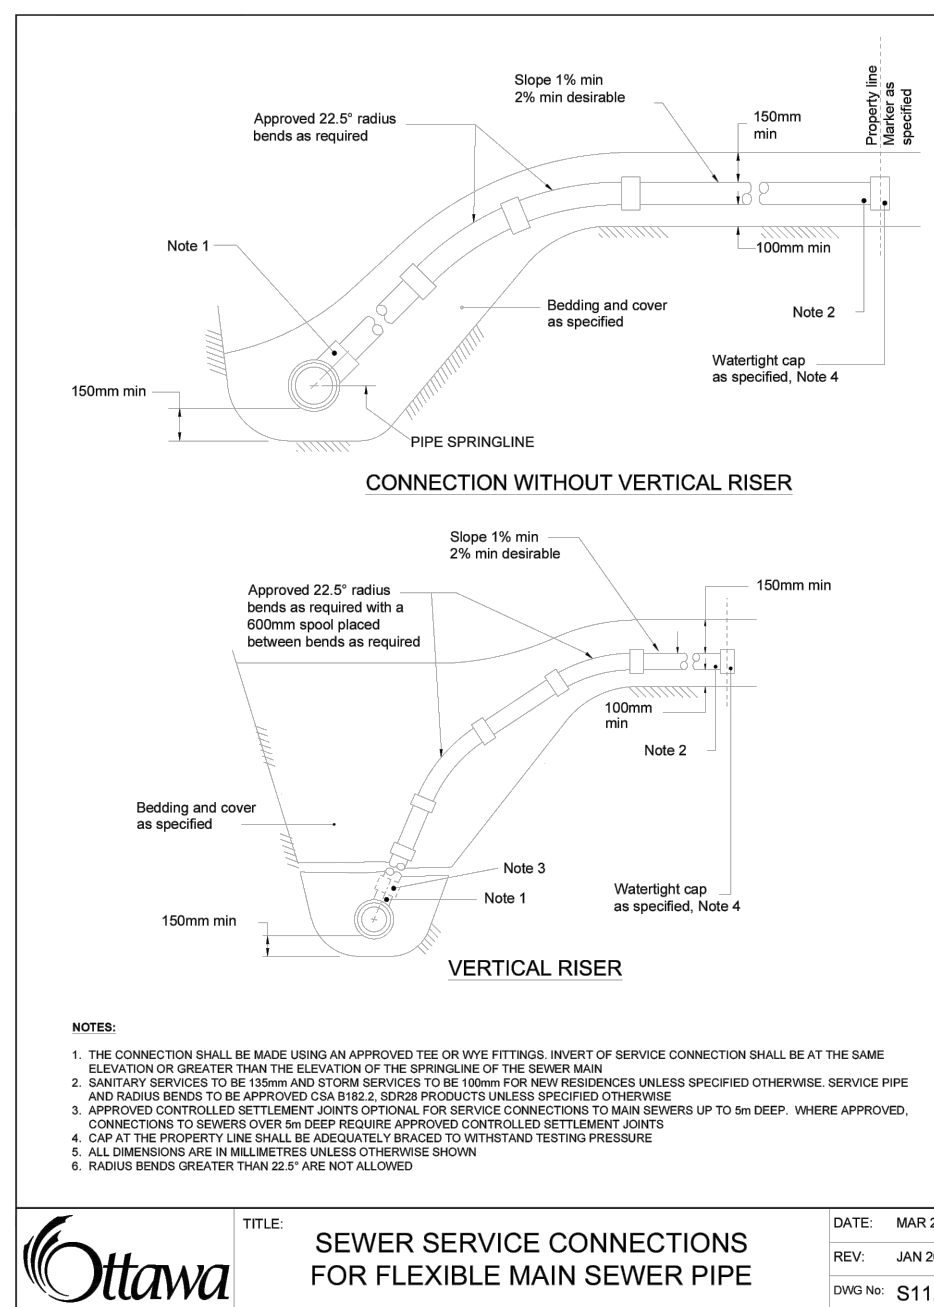 Slope 1% min
2% min desirable
Approved 22.5° radius
bends as required
150mm
min
Property line
Marker as
specified
Note 1
100mm min
Bedding and cover
as specified
Note 2
Watertight cap
as specified, Note 4
150mm min
PIPE SPRINGLINE
CONNECTION WITHOUT VERTICAL RISER
Slope 1% min
2% min desirable
Approved 22.5° radius
bends as required with a
600mm spool placed
between bends as required
150mm min
100mm
min
Note 2
Bedding and cover
as specified
Note 3
Note 1
Watertight cap
as specified, Note 4
150mm min
VERTICAL RISER
NOTES:
1. THE CONNECTION SHALL BE MADE USING AN APPROVED TEE OR WYE FITTINGS. INVERT OF SERVICE CONNECTION SHALL BE AT THE SAME
ELEVATION OR GREATER THAN THE ELEVATION OF THE SPRINGLINE OF THE SEWER MAIN
2. SANITARY SERVICES TO BE 135mm AND STORM SERVICES TO BE 100mm FOR NEW RESIDENCES UNLESS SPECIFIED OTHERWISE. SERVICE PIPE
AND RADIUS BENDS TO BE APPROVED CSA B182.2, SDR28 PRODUCTS UNLESS SPECIFIED OTHERWISE
3. APPROVED CONTROLLED SETTLEMENT JOINTS OPTIONAL FOR SERVICE CONNECTIONS TO MAIN SEWERS UP TO 5m DEEP. WHERE APPROVED,
CONNECTIONS TO SEWERS OVER 5m DEEP REQUIRE APPROVED CONTROLLED SETTLEMENT JOINTS
4. CAP AT THE PROPERTY LINE SHALL BE ADEQUATELY BRACED TO WITHSTAND TESTING PRESSURE
5. ALL DIMENSIONS ARE IN MILLIMETRES UNLESS OTHERWISE SHOWN
6. RADIUS BENDS GREATER THAN 22.5° ARE NOT ALLOWED
Ottawa
TITLE:
SEWER SERVICE CONNECTIONS
FOR FLEXIBLE MAIN SEWER PIPE
DATE: MAR
REV: JAN
DWG No: S11